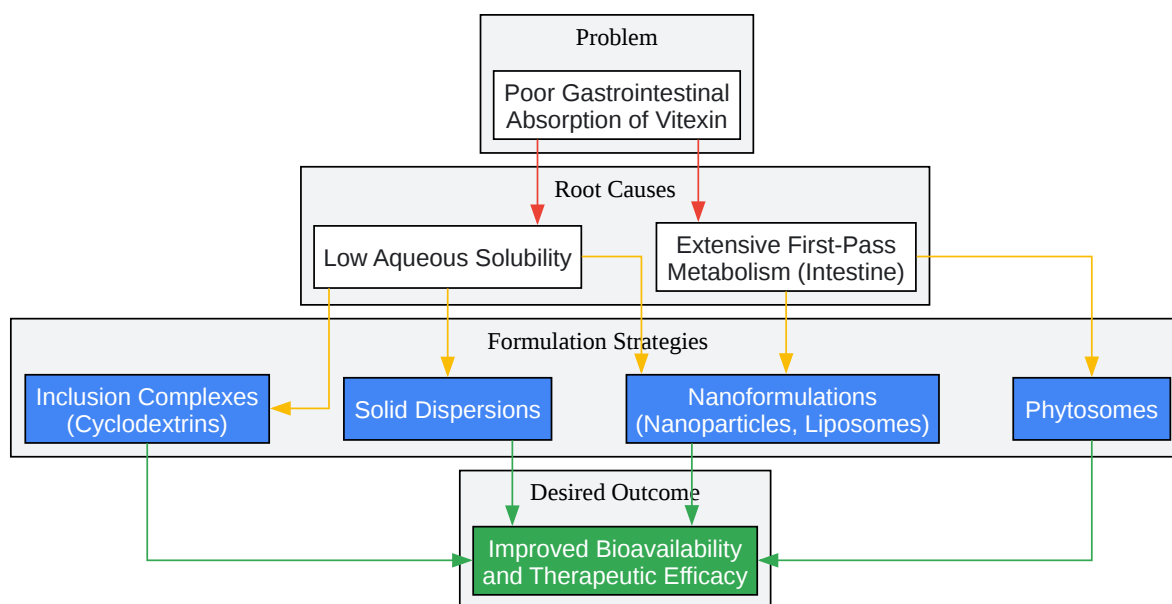 Problem
Poor Gastrointestinal
Absorption of Vitexin
Root Causes
Low Aqueous Solubility
Extensive First-Pass
Metabolism (Intestine)
Formulation Strategies
Inclusion Complexes
(Cyclodextrins)
Solid Dispersions
Nanoformulations
(Nanoparticles, Liposomes)
Phytosomes
Desired Outcome
Improved Bioavailability
and Therapeutic Efficacy